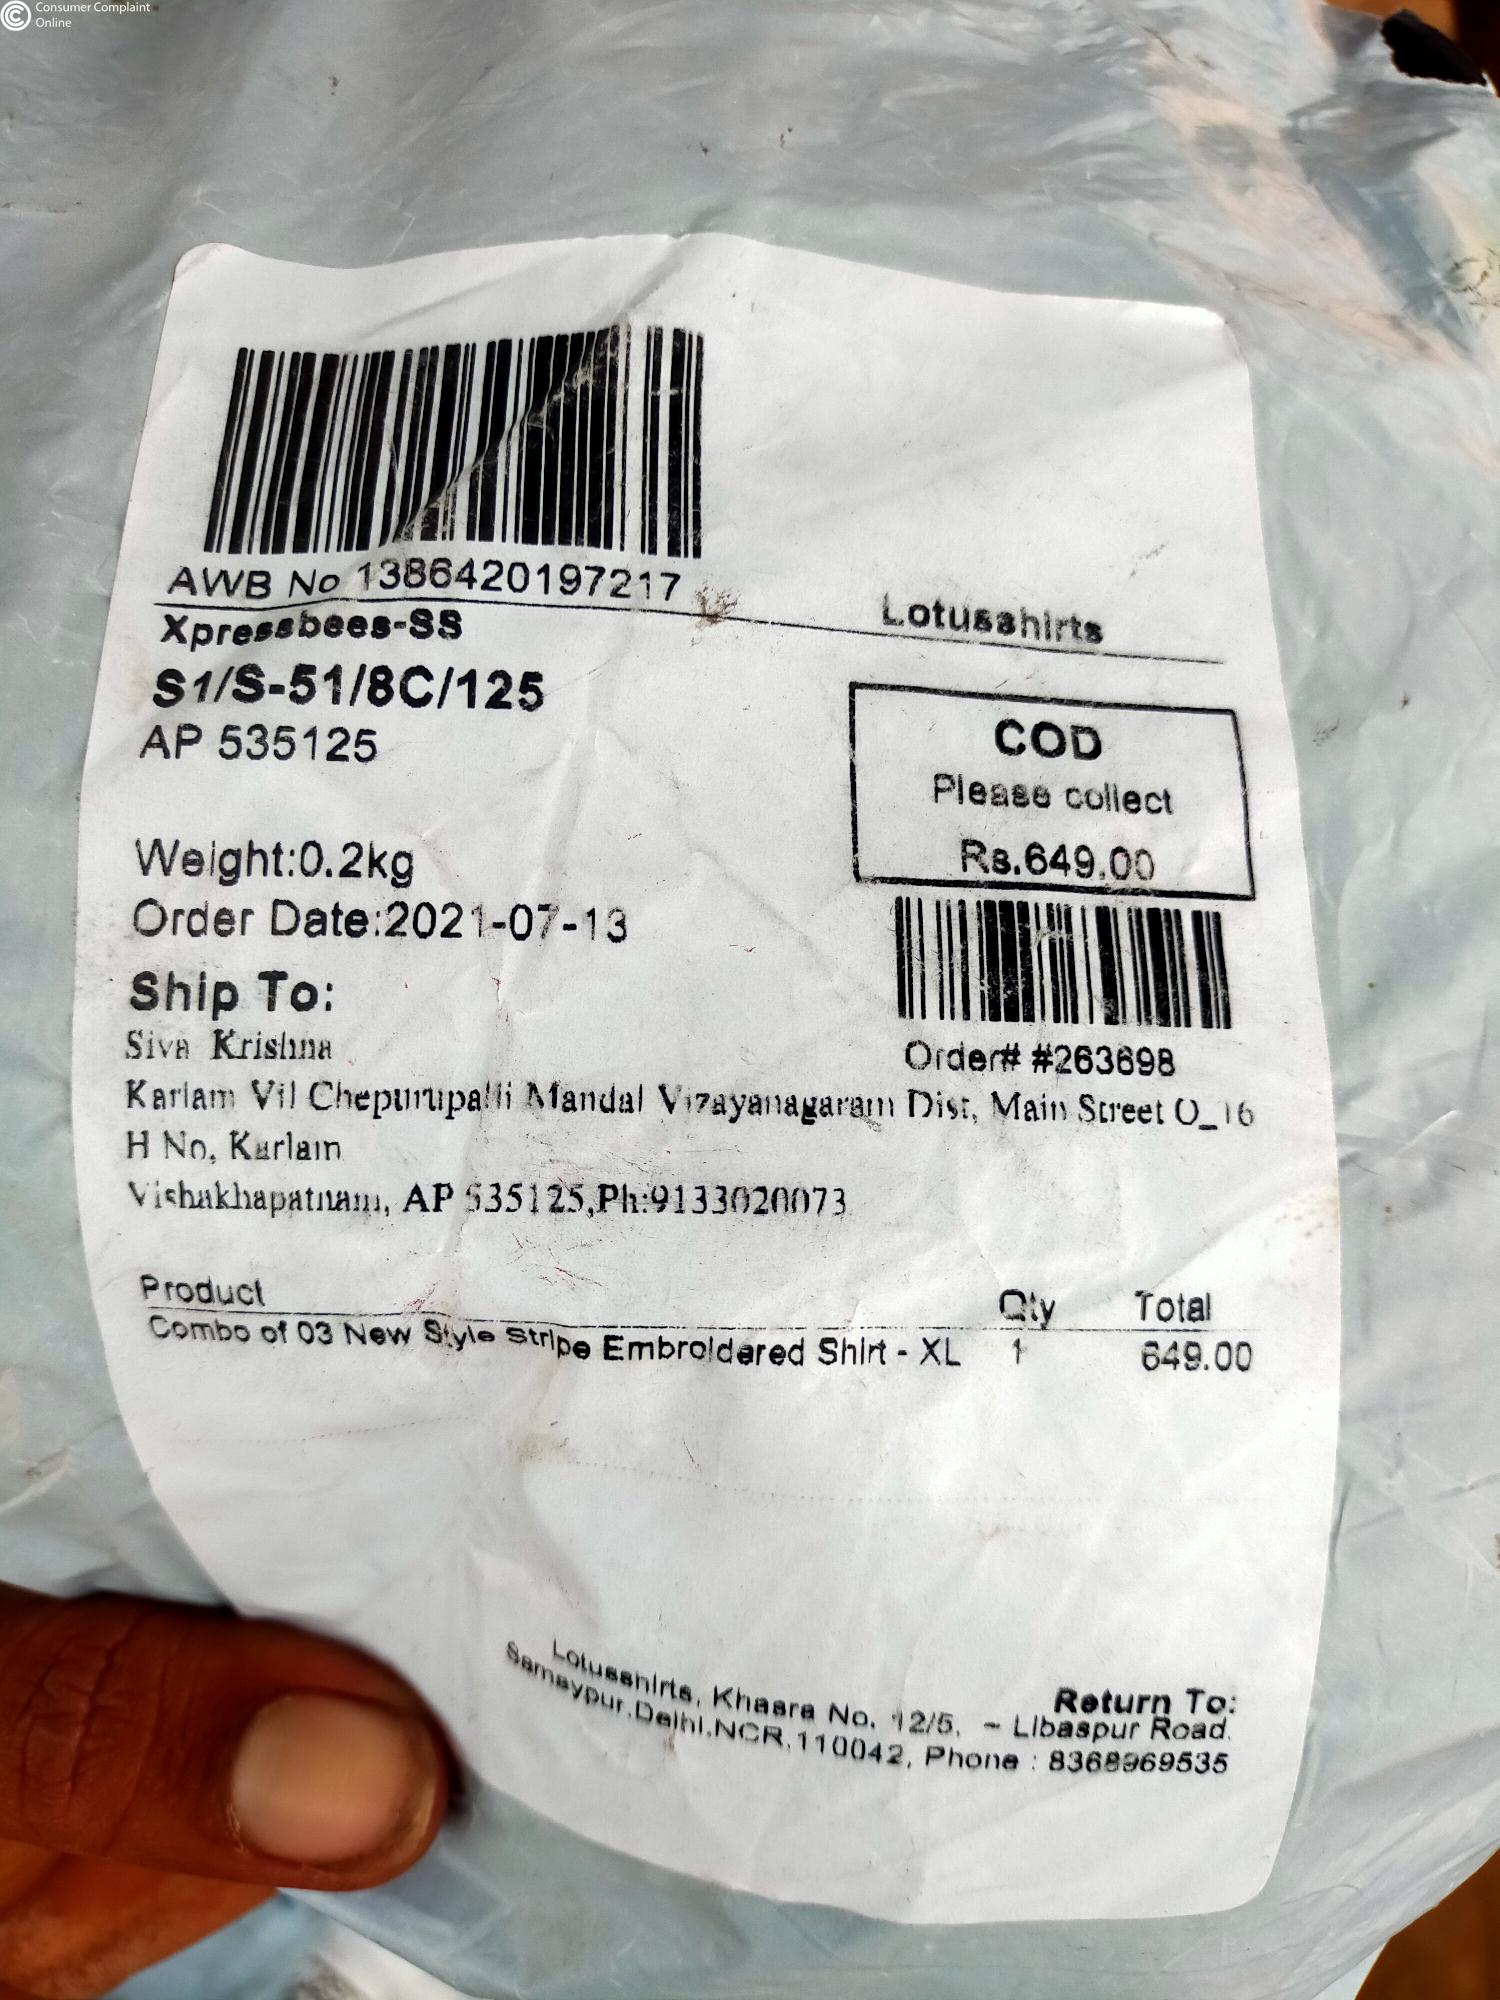 Consumer Complaint
Online
AWB No 1386420197217
Xpressbees-SS
Lotusshirts
S1/S-51/8C/125
AP 535125
COD
Please collect
Rs.649.00
Weight:0.2kg
Order Date:2021-07-13
Order# #263698
Ship To:
Siva Krishna
Karlam Vil Chepurupalli Mandal Vizayanagaram Dist, Main Street O_16
H No, Karlam
Vishakhapatnam, AP 535125,Ph:9133020073
Product Qty Total
Combo of 03 New Style Stripe Embroidered Shirt - XL 1 649.00
Return To:
Lotusshirts, Khasra No. 12/5, ~ Libaspur Road.
Samaypur,Delhi,NCR,110042, Phone : 8368969535